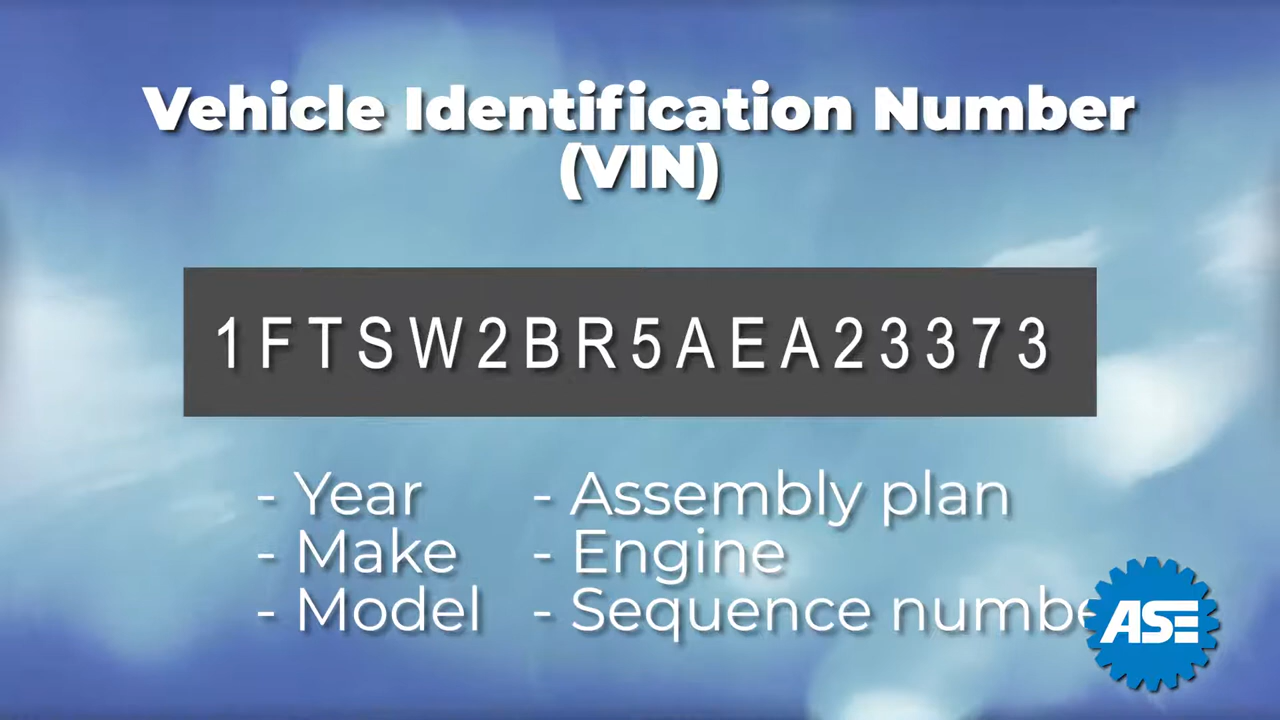 Vehicle Identification Number
(VIN)
1FTSW2BR5AEA23373
- Year
- Make
- Model
- Assembly plan
- Engine
- Sequence numbe
ASE